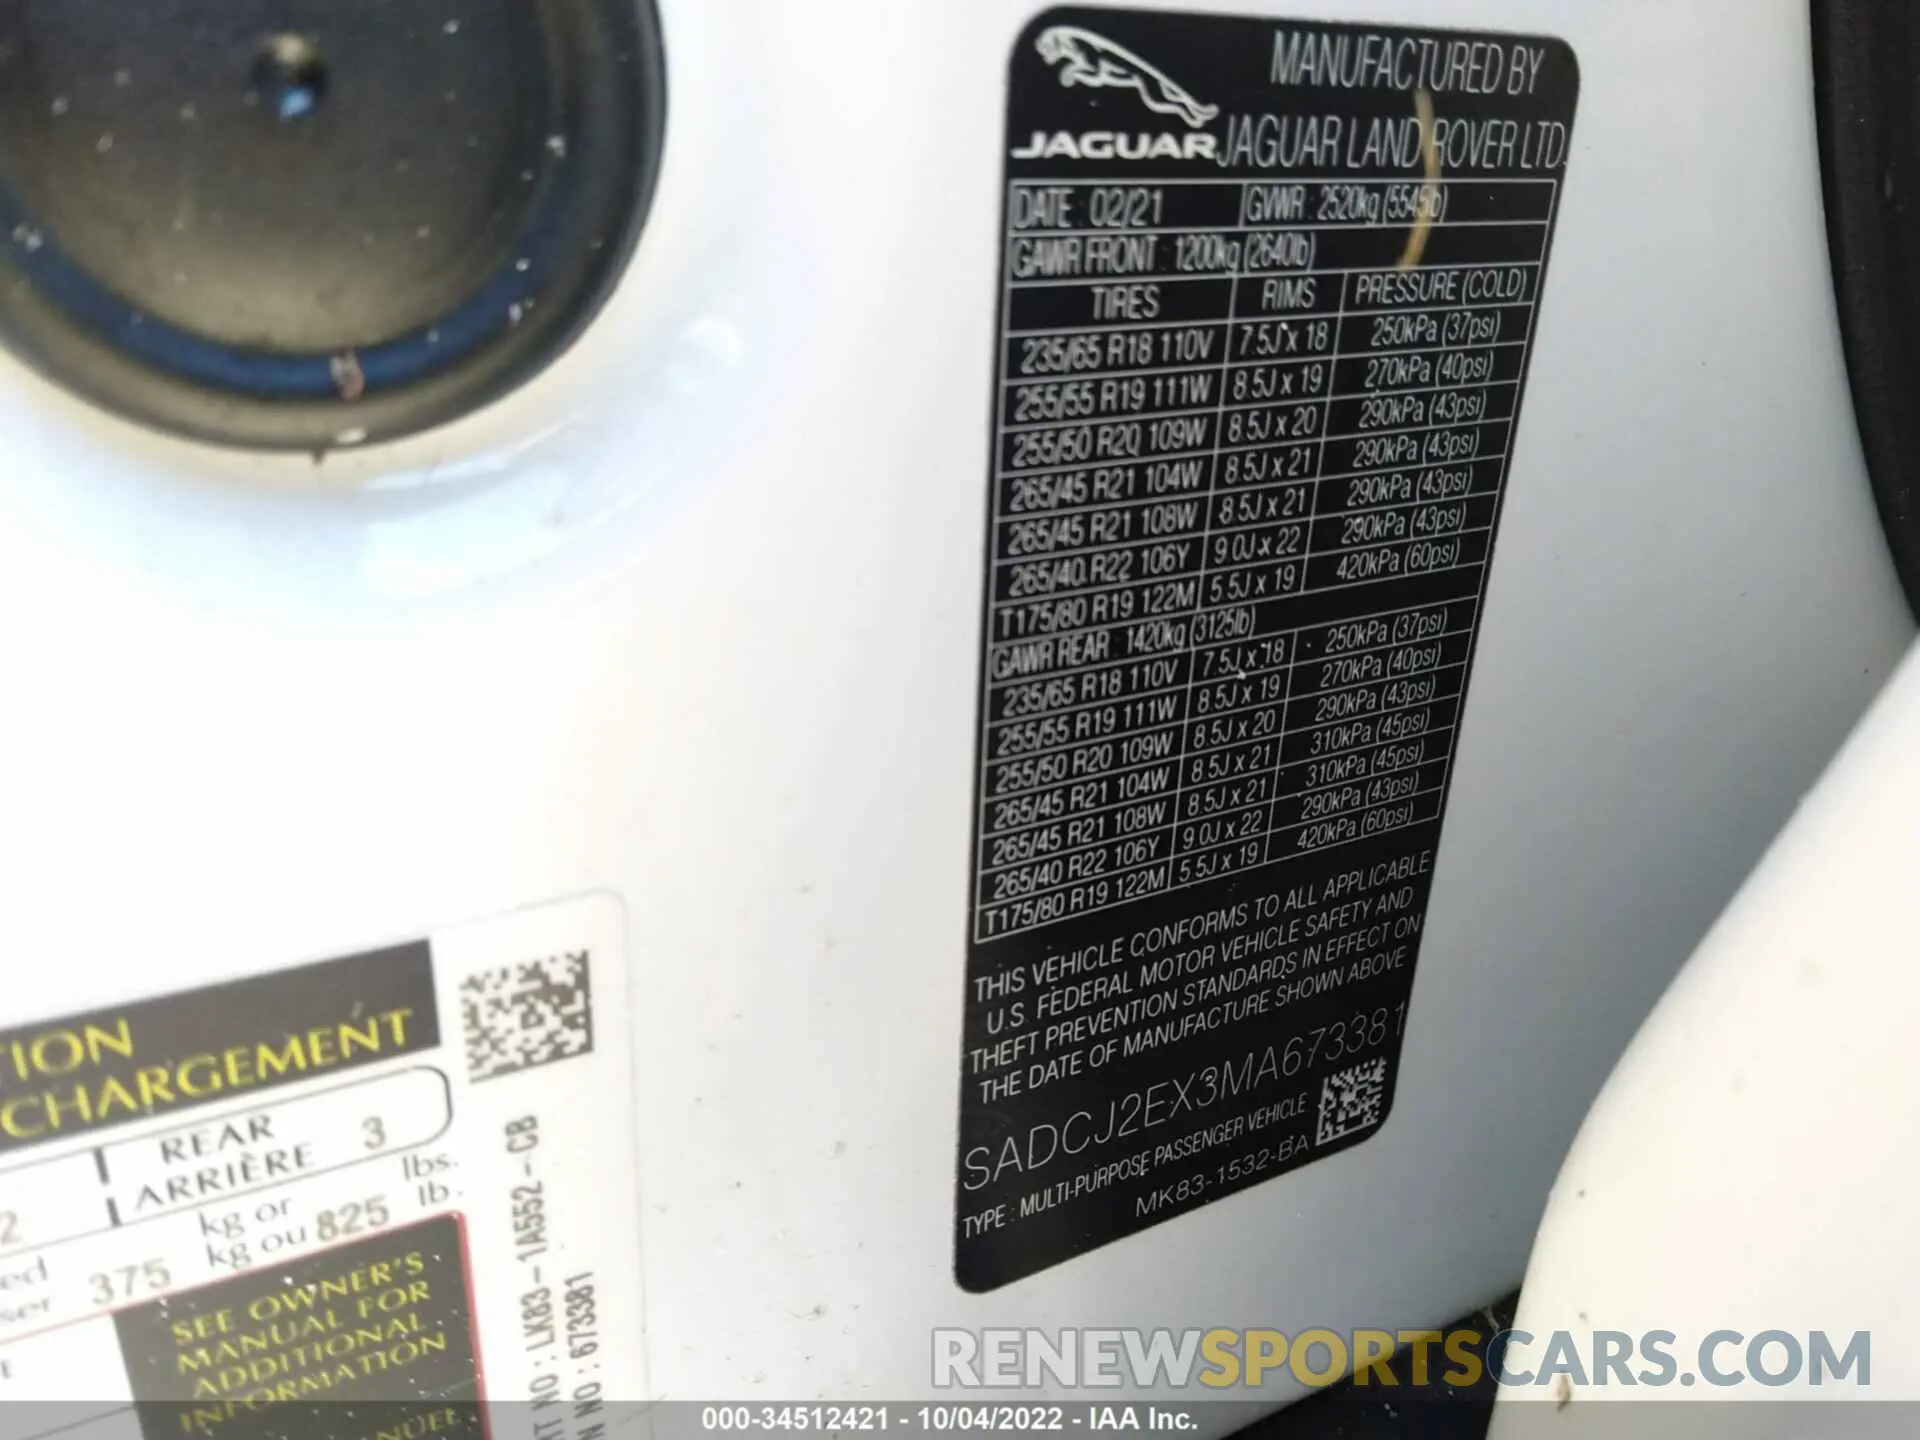 MANUFACTURED BY
JAGUAR JAGUAR LAND ROVER LTD.
DATE : 02/21 GVWR : 2520kg (5545lb)
GAWR FRONT : 1200kg (2640lb)
TIRES RIMS PRESSURE (COLD)
235/65 R18 110V 7.5J x 18 250kPa (37psi)
255/55 R19 111W 8.5J x 19 270kPa (40psi)
255/50 R20 109W 8.5J x 20 290kPa (43psi)
265/45 R21 104W 8.5J x 21 290kPa (43psi)
265/45 R21 108W 8.5J x 21 290kPa (43psi)
265/40 R22 106Y 9.0J x 22 290kPa (43psi)
T175/80 R19 122M 5.5J x 19 420kPa (60psi)
GAWR REAR : 1420kg (3125lb)
235/65 R18 110V 7.5J x 18 250kPa (37psi)
255/55 R19 111W 8.5J x 19 270kPa (40psi)
255/50 R20 109W 8.5J x 20 290kPa (43psi)
265/45 R21 104W 8.5J x 21 310kPa (45psi)
265/45 R21 108W 8.5J x 21 310kPa (45psi)
265/40 R22 106Y 9.0J x 22 290kPa (43psi)
T175/80 R19 122M 5.5J x 19 420kPa (60psi)
THIS VEHICLE CONFORMS TO ALL APPLICABLE
U.S. FEDERAL MOTOR VEHICLE SAFETY AND
THEFT PREVENTION STANDARDS IN EFFECT ON
THE DATE OF MANUFACTURE SHOWN ABOVE
SADCJ2EX3MA673381
TYPE : MULTI-PURPOSE PASSENGER VEHICLE
MK83-1532-BA
TION
CHARGEMENT
REAR
ARRIÈRE 3
2
kg or lbs.
375 kg ou 825 lb.
SEE OWNER'S
MANUAL FOR
ADDITIONAL
INFORMATION
NO : LK83-1A552-CB
NO : 673381
RENEWSPORTSCARS.COM
000-34512421 - 10/04/2022 - IAA Inc.